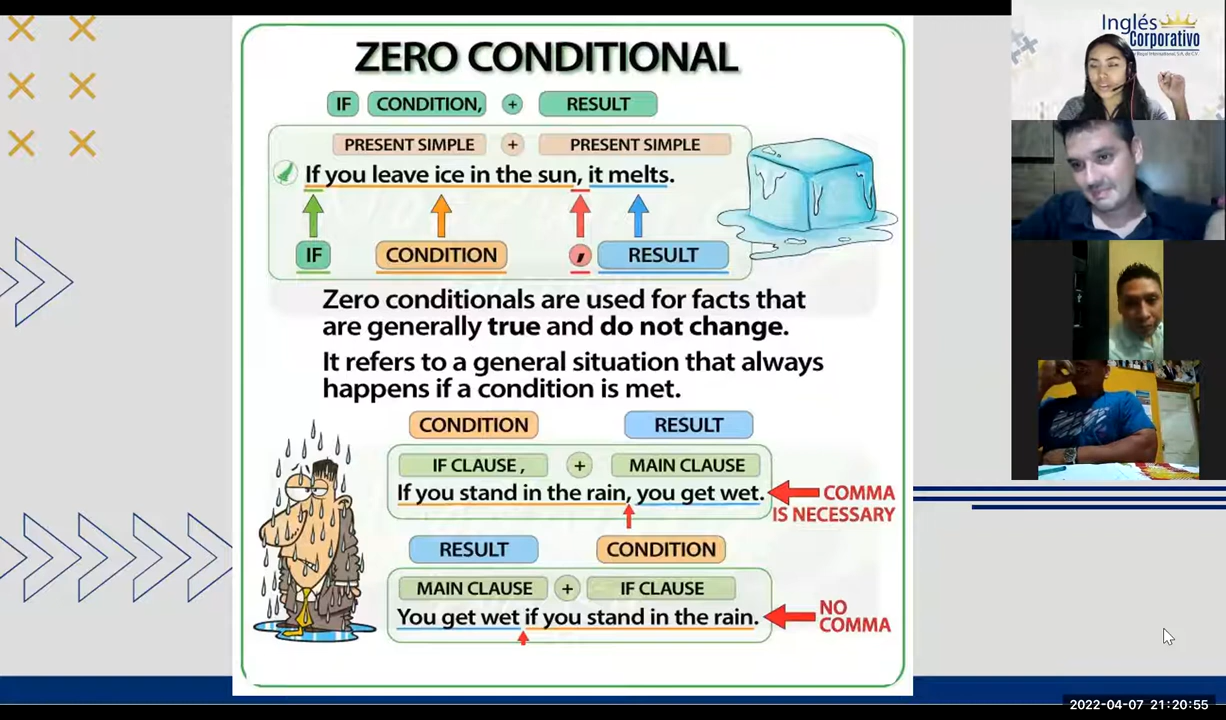 ZERO CONDITIONAL
IF CONDITION, + RESULT
PRESENT SIMPLE + PRESENT SIMPLE
If you leave ice in the sun, it melts.
IF CONDITION , RESULT
Zero conditionals are used for facts that
are generally true and do not change.
It refers to a general situation that always
happens if a condition is met.
CONDITION RESULT
IF CLAUSE , + MAIN CLAUSE
If you stand in the rain, you get wet.
COMMA
IS NECESSARY
RESULT CONDITION
MAIN CLAUSE + IF CLAUSE
You get wet if you stand in the rain.
NO
COMMA
Inglés
Corporativo
2022-04-07 21:20:55